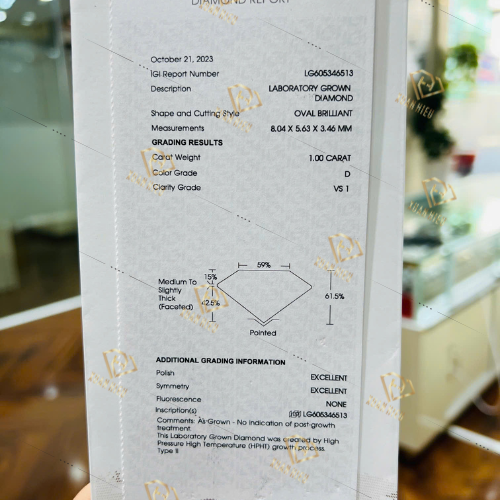 DIAMOND REPORT
October 21, 2023
IGI Report Number LG605346513
Description LABORATORY GROWN
DIAMOND
Shape and Cutting Style OVAL BRILLIANT
Measurements 8.04 X 5.63 X 3.46 MM
GRADING RESULTS
Carat Weight 1.00 CARAT
Color Grade D
Clarity Grade VS 1
59%
15%
Medium To
Slightly
Thick
(Faceted)
42.5%
61.5%
Pointed
ADDITIONAL GRADING INFORMATION
Polish EXCELLENT
Symmetry EXCELLENT
Fluorescence NONE
Inscription(s) LG605346513
Comments: As Grown - No indication of post-growth
treatment.
This Laboratory Grown Diamond was created by High
Pressure High Temperature (HPHT) growth process.
Type II